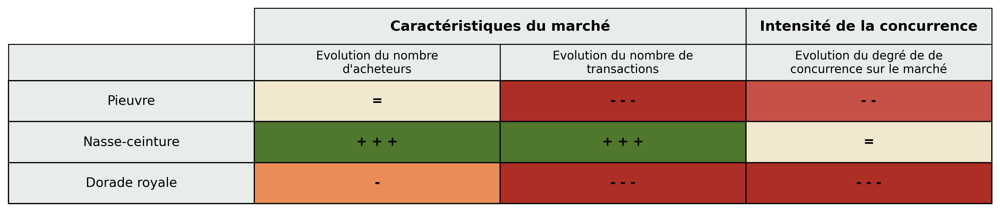 Caractéristiques du marché
Intensité de la concurrence
Evolution du nombre
d'acheteurs
Evolution du nombre de
transactions
Evolution du degré de de
concurrence sur le marché
Pieuvre
=
- - -
- -
Nasse-ceinture
+ + +
+ + +
=
Dorade royale
-
- - -
- - -